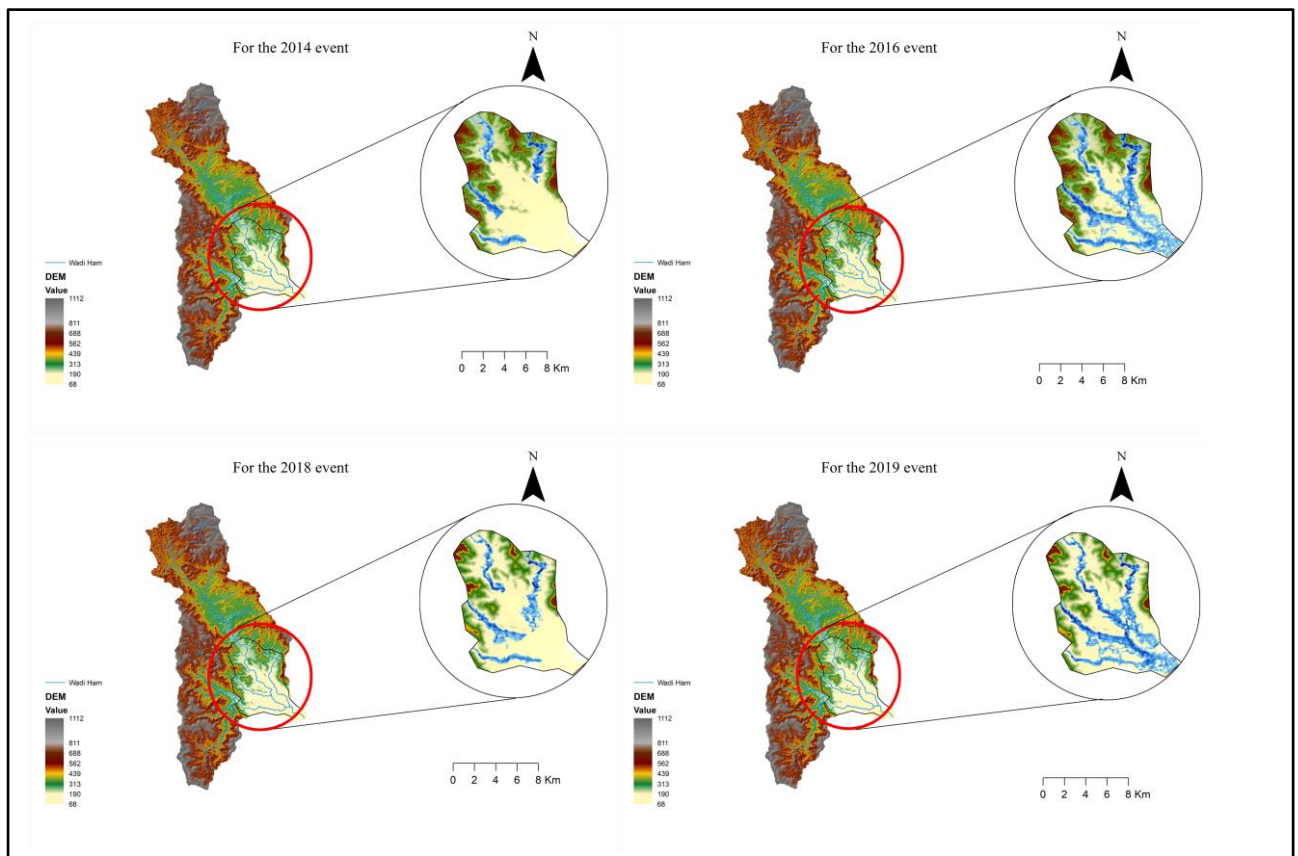 For the 2014 event
N
Wadi Ham
DEM
Value
1112
811
688
562
439
313
190
68
0 2 4 6 8 Km
For the 2016 event
N
Wadi Ham
DEM
Value
1112
811
688
562
439
313
190
68
0 2 4 6 8 Km
For the 2018 event
N
Wadi Ham
DEM
Value
1112
811
688
562
439
313
190
68
0 2 4 6 8 Km
For the 2019 event
N
Wadi Ham
DEM
Value
1112
811
688
562
439
313
190
68
0 2 4 6 8 Km